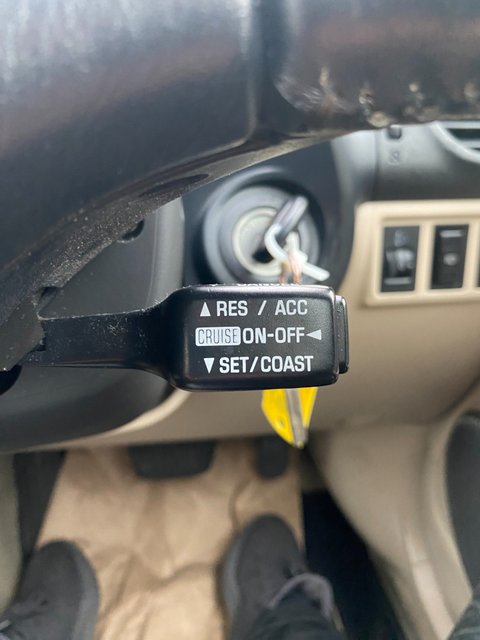 ▲ RES / ACC
CRUISE ON-OFF ◄
▼ SET/COAST